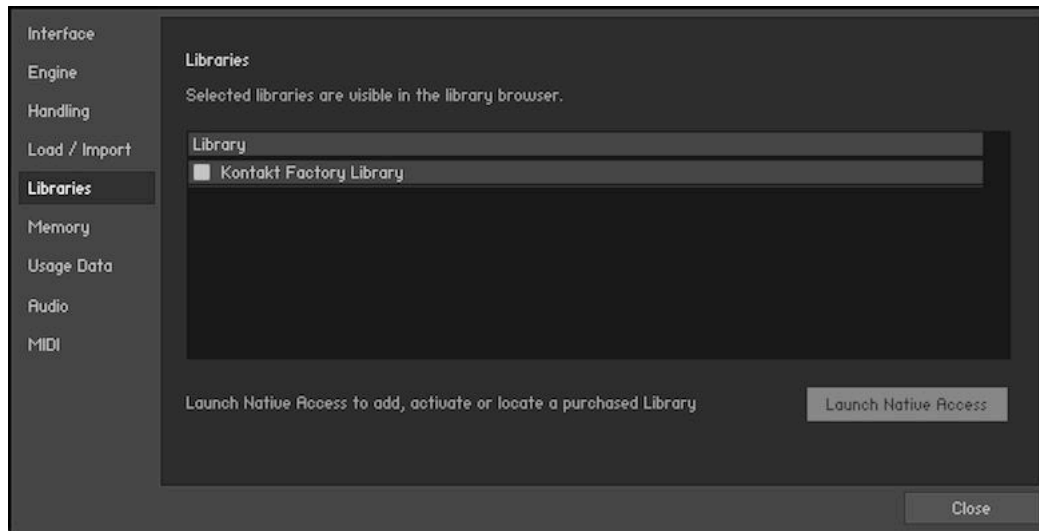 Interface
Engine
Handling
Load / Import
Libraries
Memory
Usage Data
Audio
MIDI
Libraries
Selected libraries are visible in the library browser.
Library
Kontakt Factory Library
Launch Native Access to add, activate or locate a purchased Library
Launch Native Access
Close